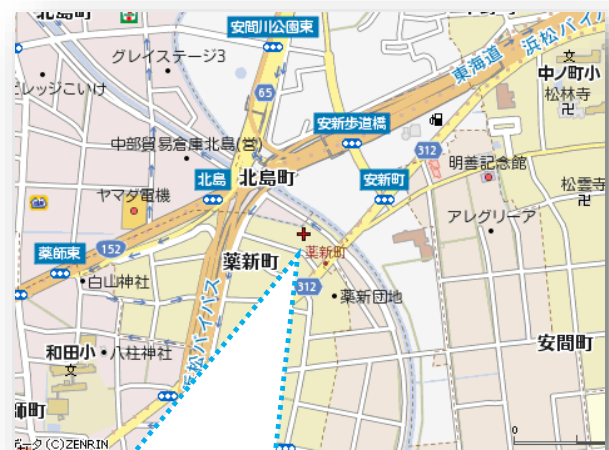 北島町
安間川公園東
グレイステージ3
ビレッジこいけ
東海道
浜松バイパ
中ノ町小
松林寺
65
安新歩道橋
中部貿易倉庫北島(営)
312
明善記念館
北島
北島町
安新町
松雲寺
ヤマダ電機
アレグリーア
152
薬師東
薬新町
薬新町
白山神社
312
薬新団地
浜松バイパス
安間町
和田小
八柱神社
師町
0
データ(C)ZENRIN